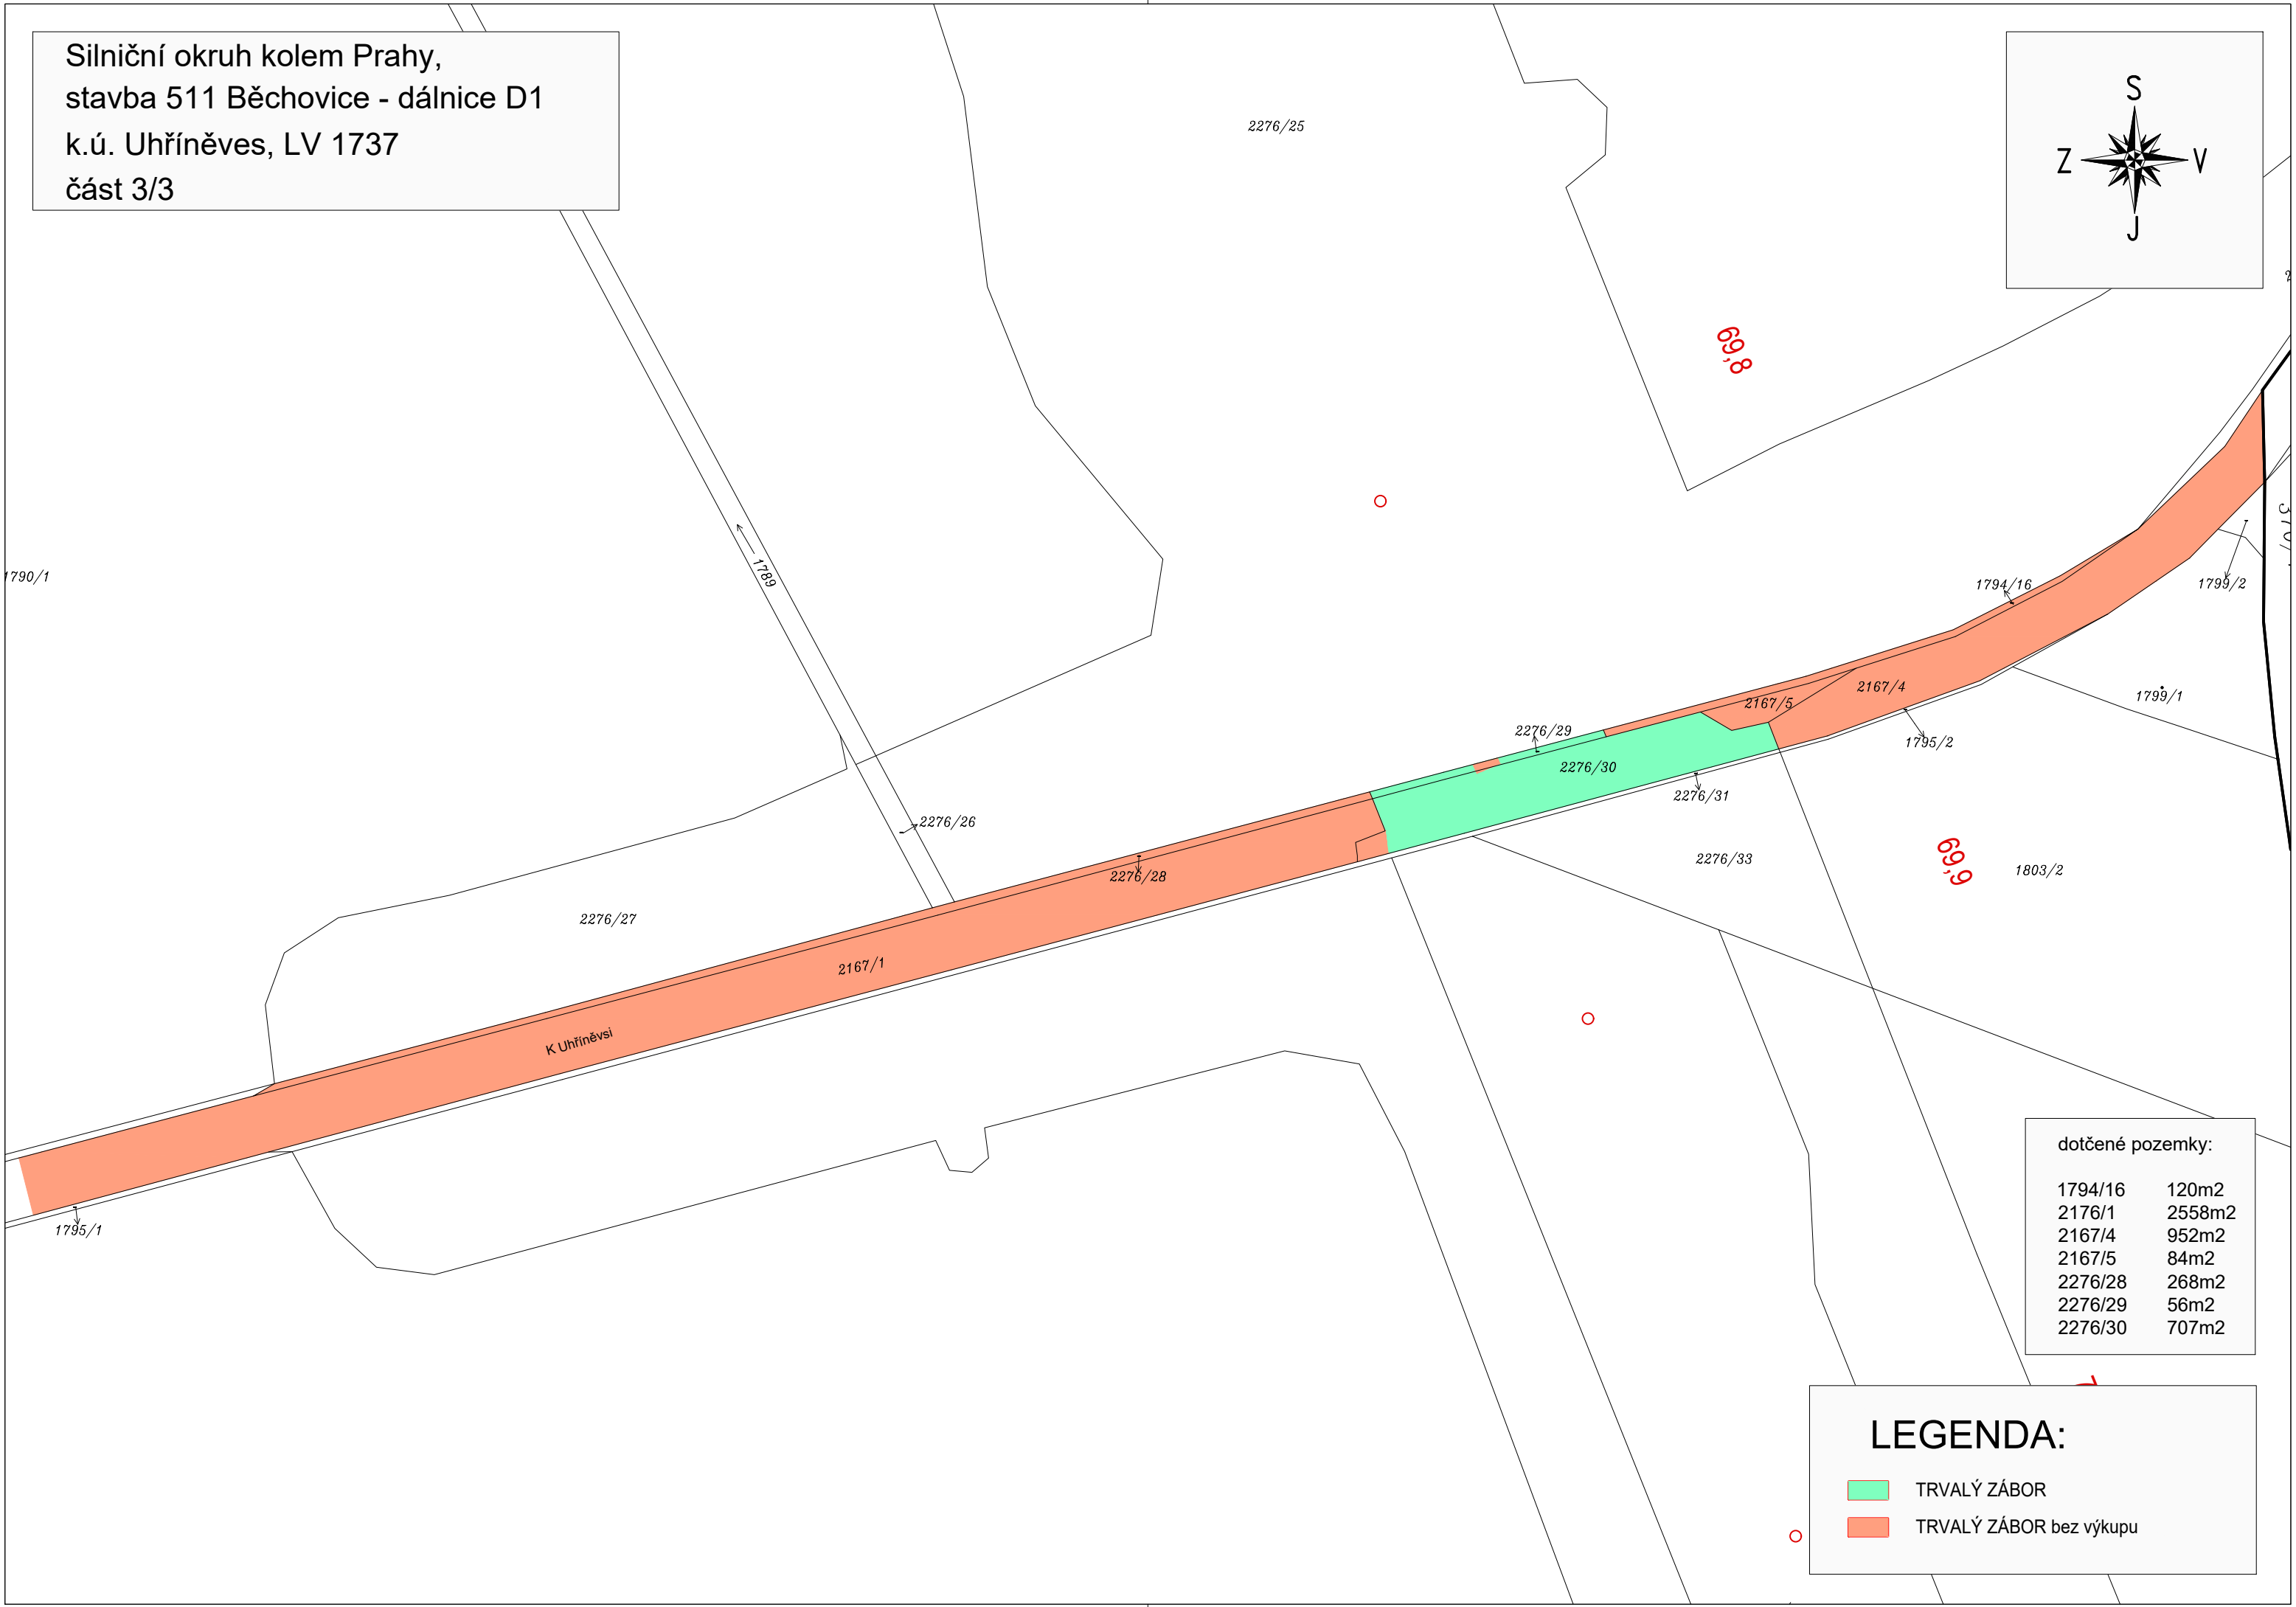 Silniční okruh kolem Prahy,
stavba 511 Běchovice - dálnice D1
k.ú. Uhříněves, LV 1737
část 3/3
S
Z V
J
2276/25
69,8
1790/1
1789
1794/16
1799/2
2167/5
2167/4
1799/1
2276/29
1795/2
2276/30
2276/31
2276/26
2276/33
69,9
1803/2
2276/28
2276/27
2167/1
K Uhříněvsi
1795/1
dotčené pozemky:
1794/16 120m2
2176/1 2558m2
2167/4 952m2
2167/5 84m2
2276/28 268m2
2276/29 56m2
2276/30 707m2
LEGENDA:
TRVALÝ ZÁBOR
TRVALÝ ZÁBOR bez výkupu